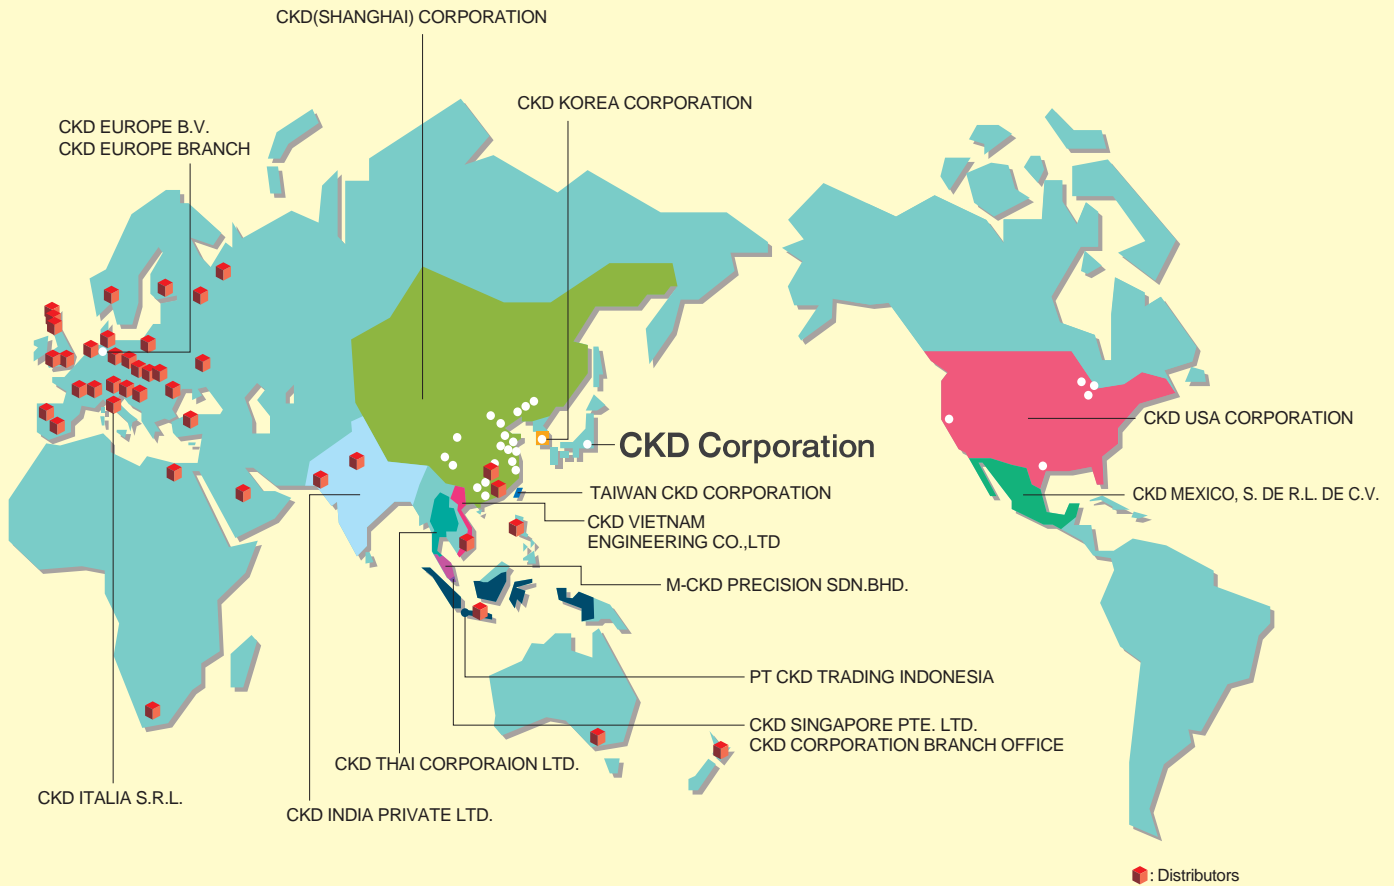 CKD(SHANGHAI) CORPORATION
CKD KOREA CORPORATION
CKD EUROPE B.V.
CKD EUROPE BRANCH
CKD USA CORPORATION
CKD Corporation
TAIWAN CKD CORPORATION
CKD MEXICO, S. DE R.L. DE C.V.
CKD VIETNAM
ENGINEERING CO.,LTD
M-CKD PRECISION SDN.BHD.
PT CKD TRADING INDONESIA
CKD SINGAPORE PTE. LTD.
CKD CORPORATION BRANCH OFFICE
CKD THAI CORPORAION LTD.
CKD ITALIA S.R.L.
CKD INDIA PRIVATE LTD.
: Distributors